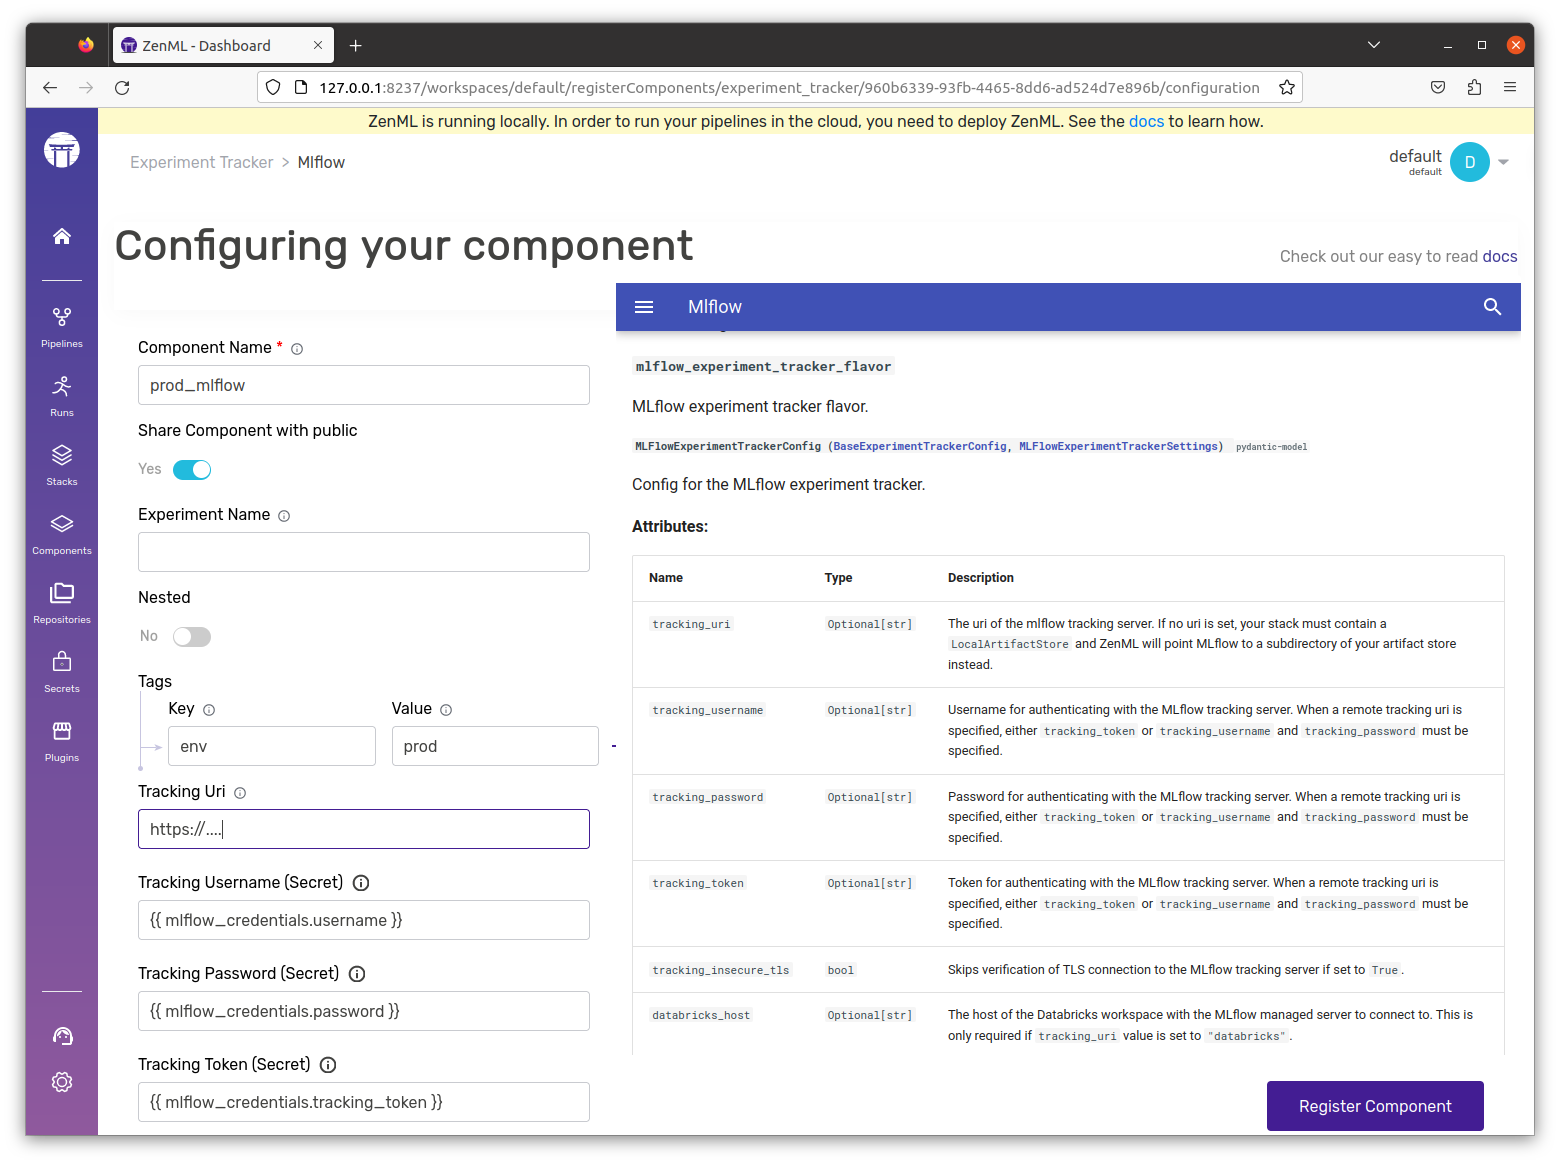 ZenML - Dashboard
127.0.0.1:8237/workspaces/default/registerComponents/experiment_tracker/960b6339-93fb-4465-8dd6-ad524d7e896b/configuration
ZenML is running locally. In order to run your pipelines in the cloud, you need to deploy ZenML. See the docs to learn how.
Experiment Tracker > Mlflow
default
default
D
Configuring your component
Check out our easy to read docs
Pipelines
Runs
Stacks
Components
Repositories
Secrets
Plugins
Component Name *
prod_mlflow
Share Component with public
Yes
Experiment Name
Nested
No
Tags
Key
Value
env
prod
-
Tracking Uri
https://....
Tracking Username (Secret)
{{ mlflow_credentials.username }}
Tracking Password (Secret)
{{ mlflow_credentials.password }}
Tracking Token (Secret)
{{ mlflow_credentials.tracking_token }}
Mlflow
mlflow_experiment_tracker_flavor
MLflow experiment tracker flavor.
MLFlowExperimentTrackerConfig (BaseExperimentTrackerConfig, MLFlowExperimentTrackerSettings) pydantic-model
Config for the MLflow experiment tracker.
Attributes:
Name Type Description
tracking_uri Optional[str] The uri of the mlflow tracking server. If no uri is set, your stack must contain a
LocalArtifactStore and ZenML will point MLflow to a subdirectory of your artifact store
instead.
tracking_username Optional[str] Username for authenticating with the MLflow tracking server. When a remote tracking uri is
specified, either tracking_token or tracking_username and tracking_password must be
specified.
tracking_password Optional[str] Password for authenticating with the MLflow tracking server. When a remote tracking uri is
specified, either tracking_token or tracking_username and tracking_password must be
specified.
tracking_token Optional[str] Token for authenticating with the MLflow tracking server. When a remote tracking uri is
specified, either tracking_token or tracking_username and tracking_password must be
specified.
tracking_insecure_tls bool Skips verification of TLS connection to the MLflow tracking server if set to True.
databricks_host Optional[str] The host of the Databricks workspace with the MLflow managed server to connect to. This is
only required if tracking_uri value is set to "databricks".
Register Component